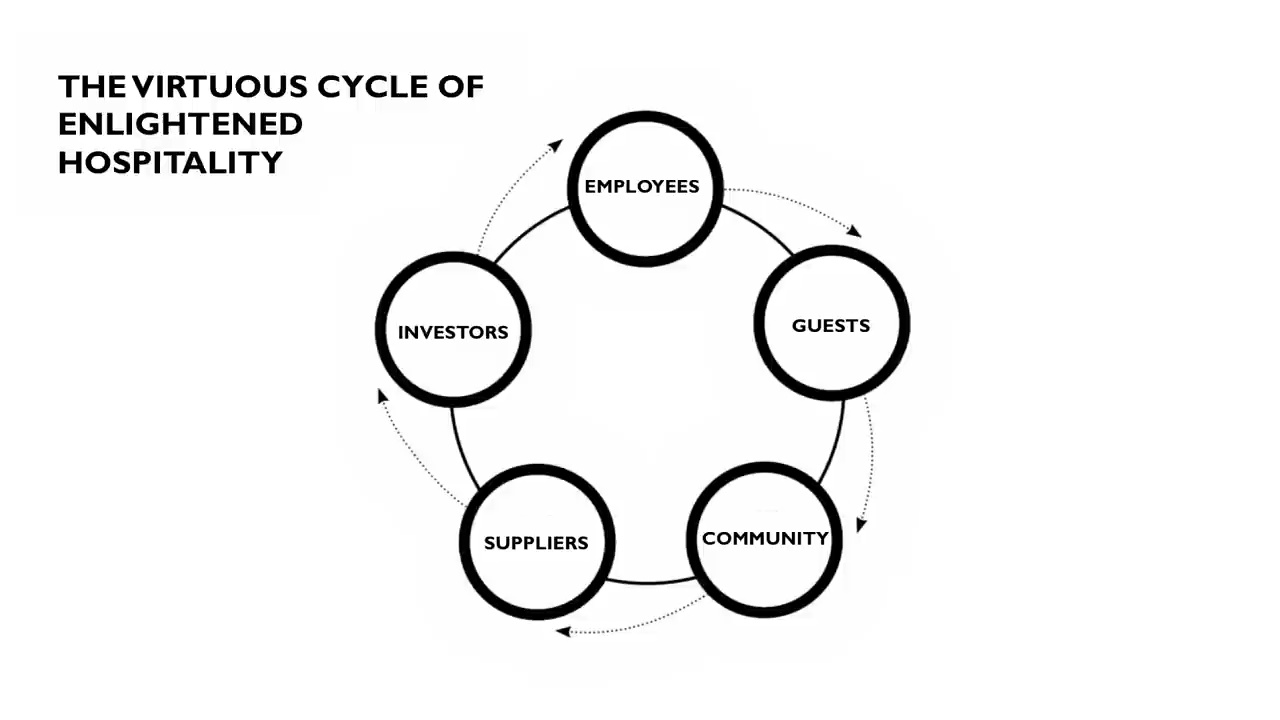 THE VIRTUOUS CYCLE OF
ENLIGHTENED
HOSPITALITY
EMPLOYEES
GUESTS
INVESTORS
COMMUNITY
SUPPLIERS